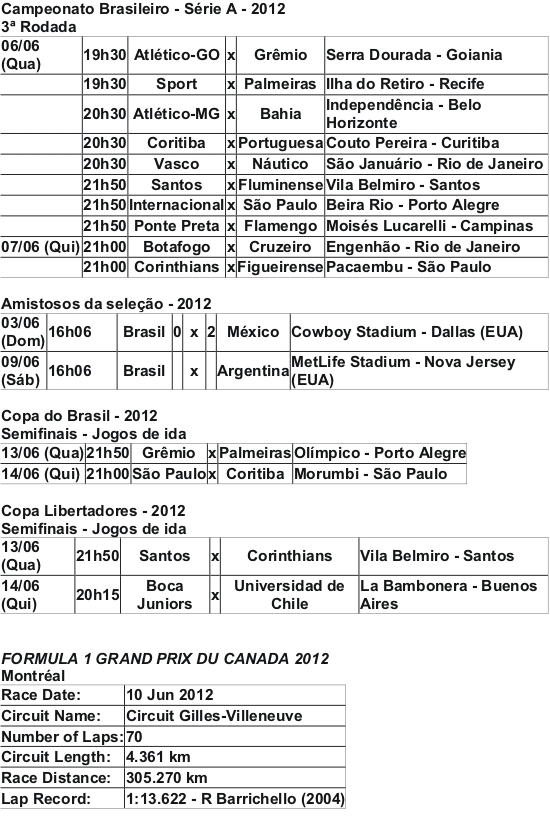 Campeonato Brasileiro - Série A - 2012
3ª Rodada
06/06 (Qua) 19h30 Atlético-GO x Grêmio Serra Dourada - Goiania
19h30 Sport x Palmeiras Ilha do Retiro - Recife
20h30 Atlético-MG x Bahia Independência - Belo Horizonte
20h30 Coritiba x Portuguesa Couto Pereira - Curitiba
20h30 Vasco x Náutico São Januário - Rio de Janeiro
21h50 Santos x Fluminense Vila Belmiro - Santos
21h50 Internacional x São Paulo Beira Rio - Porto Alegre
21h50 Ponte Preta x Flamengo Moisés Lucarelli - Campinas
07/06 (Qui) 21h00 Botafogo x Cruzeiro Engenhão - Rio de Janeiro
21h00 Corinthians x Figueirense Pacaembu - São Paulo
Amistosos da seleção - 2012
03/06 (Dom) 16h06 Brasil 0 x 2 México Cowboy Stadium - Dallas (EUA)
09/06 (Sáb) 16h06 Brasil x Argentina MetLife Stadium - Nova Jersey (EUA)
Copa do Brasil - 2012
Semifinais - Jogos de ida
13/06 (Qua) 21h50 Grêmio x Palmeiras Olímpico - Porto Alegre
14/06 (Qui) 21h00 São Paulo x Coritiba Morumbi - São Paulo
Copa Libertadores - 2012
Semifinais - Jogos de ida
13/06 (Qua) 21h50 Santos x Corinthians Vila Belmiro - Santos
14/06 (Qui) 20h15 Boca Juniors x Universidad de Chile La Bambonera - Buenos Aires
FORMULA 1 GRAND PRIX DU CANADA 2012
Montréal
Race Date: 10 Jun 2012
Circuit Name: Circuit Gilles-Villeneuve
Number of Laps: 70
Circuit Length: 4.361 km
Race Distance: 305.270 km
Lap Record: 1:13.622 - R Barrichello (2004)